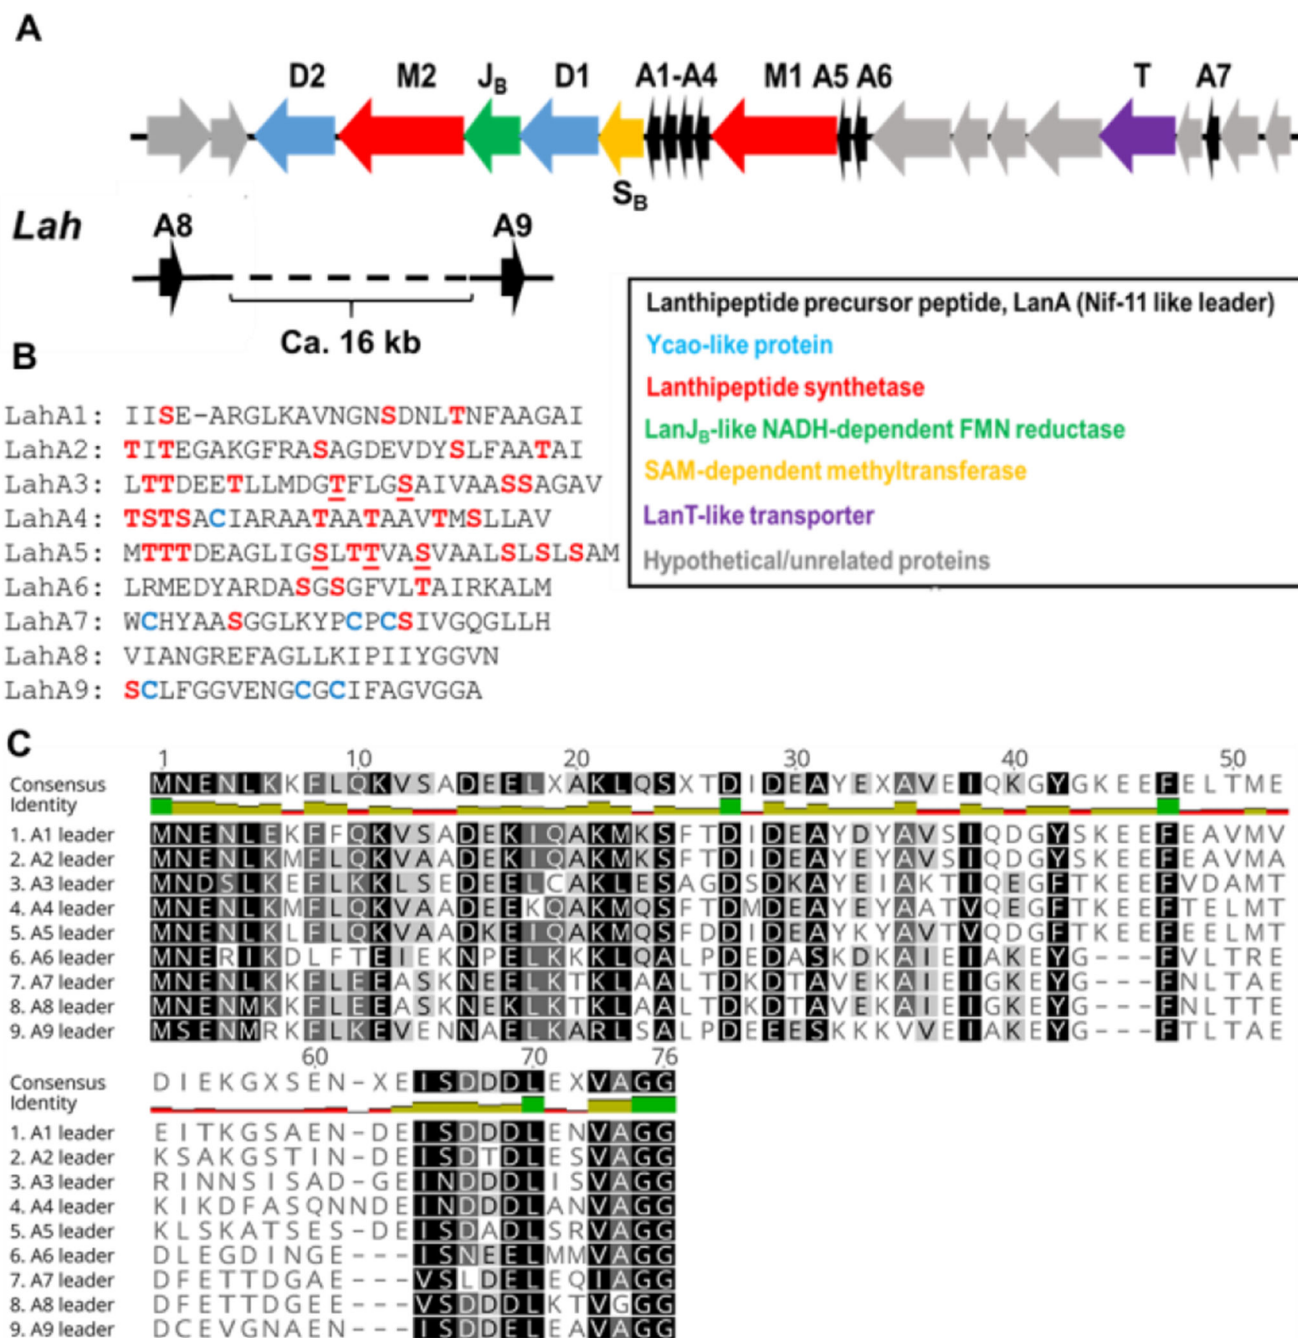 A
D2 M2 JB D1 A1-A4 M1 A5 A6 T A7
SB
Lah A8 A9
Ca. 16 kb
Lanthipeptide precursor peptide, LanA (Nif-11 like leader)
Ycao-like protein
Lanthipeptide synthetase
LanJB-like NADH-dependent FMN reductase
SAM-dependent methyltransferase
LanT-like transporter
Hypothetical/unrelated proteins
B
LahA1: IISE-ARGLKAVNGNSDNLTNFAAGAI
LahA2: TITEGAKGFRASAGDEVDYSLFAATAI
LahA3: LTTDEETLLMDGTFLGSAIVAASSAGAV
LahA4: TSTSACIARAATAATAAVTMSLLAV
LahA5: MTTTDEAGLIGSLTTVASVAALSLSLSAM
LahA6: LRMEDYARDASGSGFVLTAIRKALM
LahA7: WCHYAASGGLKYPCPCSIVGQGLLH
LahA8: VIANGREFAGLLKIPIIYGGVN
LahA9: SCLFGGVENGCGCIFAGVGGA
C
1 10 20 30 40 50
Consensus MNENLKKFLQKVSADEELXAKLQSXTDIDEAYEXAVEIQKGYGKEEFELTME
Identity
1. A1 leader MNENLEKFFQKVSADEKIQAKMKSFTDIDEAYDYAVSIQDGYSKEEFEAVMV
2. A2 leader MNENLKMFLQKVAADEKIQAKMKSFTDIDEAYEYAVSIQDGYSKEEFEAVMA
3. A3 leader MNDSLKEFLKKLSEDEELCAKLESAGDSDKAYEIAKTIQEGFTKEEFVDAMT
4. A4 leader MNENLKMFLQKVAADEEKQAKMQSFTDMDEAYEYAATVQEGFTKEEFTELMT
5. A5 leader MNENLKLFLQKVAADKEIQAKMQSFDDIDEAYKYAVTVQDGFTKEEFEELMT
6. A6 leader MNERIKDLFTEIEKNPELKKKLQALPDEDASKDKAIEIAKEYG---FVLTRE
7. A7 leader MNENLKKFLEEASKNEELKTKLAALTDKDTAVEKAIEIGKEYG---FNLTAE
8. A8 leader MNENMKKFLEEASKNEKLKTKLAALTDKDTAVEKAIEIGKEYG---FNLTTE
9. A9 leader MSENMRKFLKEVENNAELKARLSALPDEEESKKKVVEIAKEYG---FTLTAE
60 70 76
Consensus DIEKGXSEN-XEISDDDLEXVAGG
Identity
1. A1 leader EITKGSAEN-DEISDDDLENVAGG
2. A2 leader KSAKGSTIN-DEISDTDLESVAGG
3. A3 leader RINNSISAD-GEINDDDLESVAGG
4. A4 leader KIKDFASQNNDEINDDDLANVAGG
5. A5 leader KLSKATSES-DEISDADLSRVAGG
6. A6 leader DLEGDINGE---ISNEELMMVAGG
7. A7 leader DFETTDGAE---VSLDELEQIAGG
8. A8 leader DFETTDGEE---VSDDDLKTVGGG
9. A9 leader DCEVGNAEN---ISDDELEAVAGG